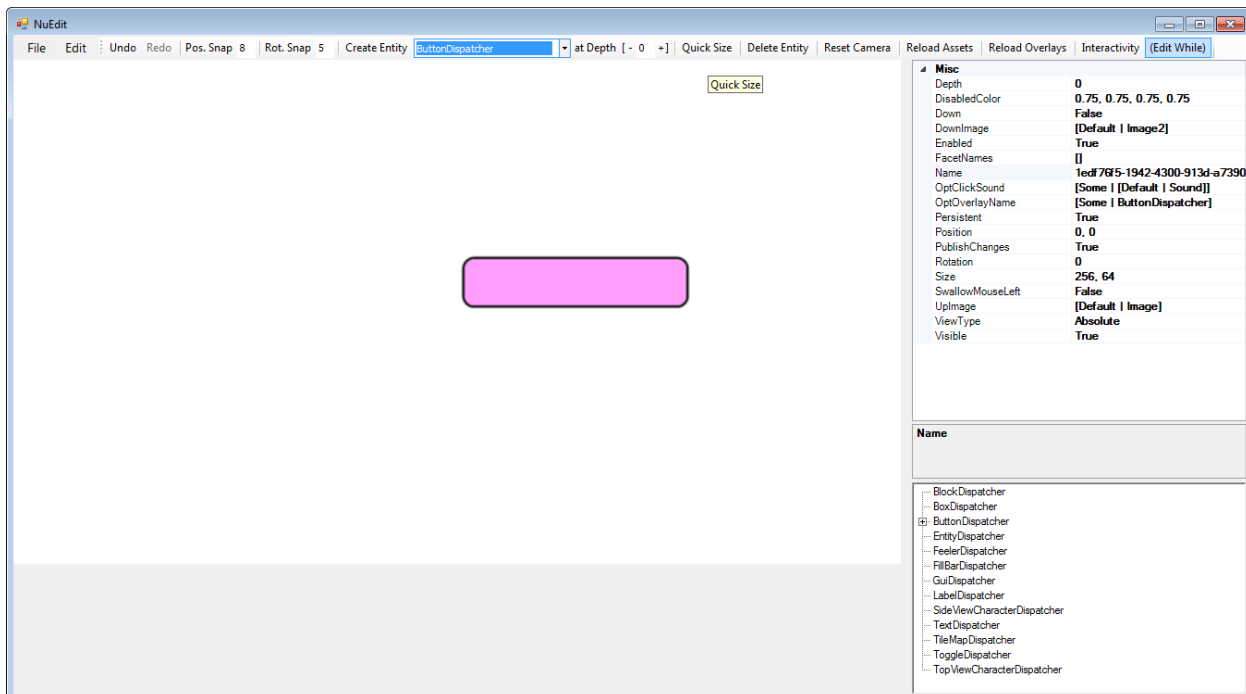 NuEdit
File Edit Undo Redo Pos. Snap 8 Rot. Snap 5 Create Entity ButtonDispatcher at Depth [ - 0 +] Quick Size Delete Entity Reset Camera Reload Assets Reload Overlays Interactivity (Edit While)
Quick Size
Misc
Depth 0
DisabledColor 0.75, 0.75, 0.75, 0.75
Down False
DownImage [Default | Image2]
Enabled True
FacetNames []
Name 1edf76f5-1942-4300-913d-a7390
OptClickSound [Some | [Default | Sound]]
OptOverlayName [Some | ButtonDispatcher]
Persistent True
Position 0, 0
PublishChanges True
Rotation 0
Size 256, 64
SwallowMouseLeft False
UpImage [Default | Image]
ViewType Absolute
Visible True
Name
BlockDispatcher
BoxDispatcher
ButtonDispatcher
EntityDispatcher
FeelerDispatcher
FillBarDispatcher
GuiDispatcher
LabelDispatcher
SideViewCharacterDispatcher
TextDispatcher
TileMapDispatcher
ToggleDispatcher
TopViewCharacterDispatcher